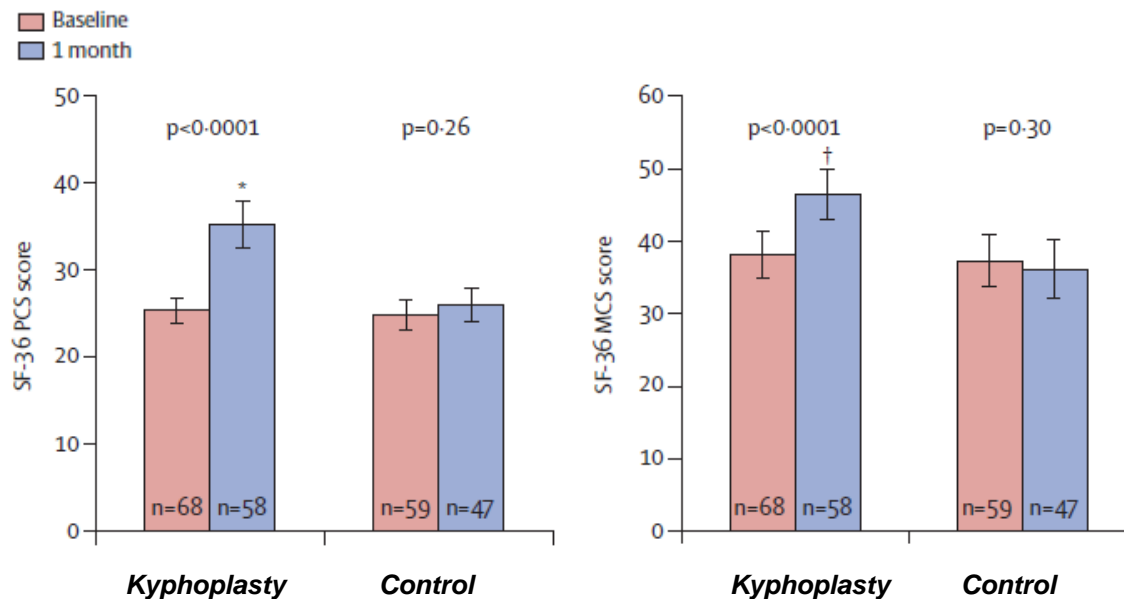 Baseline
1 month
SF-36 PCS score
50
40
30
20
10
0
p<0·0001
p=0·26
*
n=68 n=58
n=59 n=47
Kyphoplasty
Control
SF-36 MCS score
60
50
40
30
20
10
0
p<0·0001
p=0·30
†
n=68 n=58
n=59 n=47
Kyphoplasty
Control